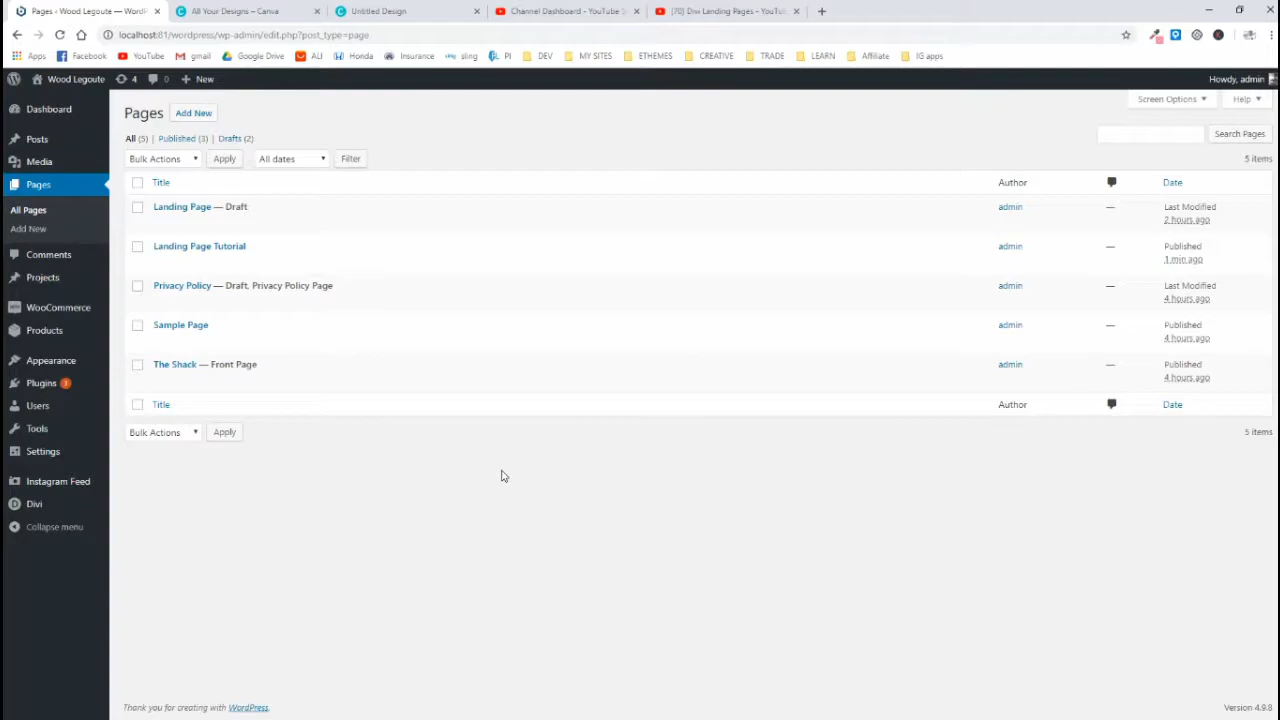 Pages ‹ Wood Legoute — WordPr
All Your Designs – Canva
Untitled Design
Channel Dashboard - YouTube S
(70) Divi Landing Pages - YouTub
localhost:81/wordpress/wp-admin/edit.php?post_type=page
Apps Facebook YouTube gmail Google Drive ALI Honda Insurance sling PI DEV MY SITES ETHEMES CREATIVE TRADE LEARN Affiliate IG apps
Wood Legoute 4 0 New Howdy, admin
Dashboard
Posts
Media
Pages
All Pages
Add New
Comments
Projects
WooCommerce
Products
Appearance
Plugins
Users
Tools
Settings
Instagram Feed
Divi
Collapse menu
Pages Add New
Screen Options Help
All (5) | Published (3) | Drafts (2)
Search Pages
Bulk Actions Apply All dates Filter
5 items
Title Author Date
Landing Page — Draft admin — Last Modified
2 hours ago
Landing Page Tutorial admin — Published
1 min ago
Privacy Policy — Draft, Privacy Policy Page admin — Last Modified
4 hours ago
Sample Page admin — Published
4 hours ago
The Shack — Front Page admin — Published
4 hours ago
Title Author Date
Bulk Actions Apply
5 items
Thank you for creating with WordPress.
Version 4.9.8